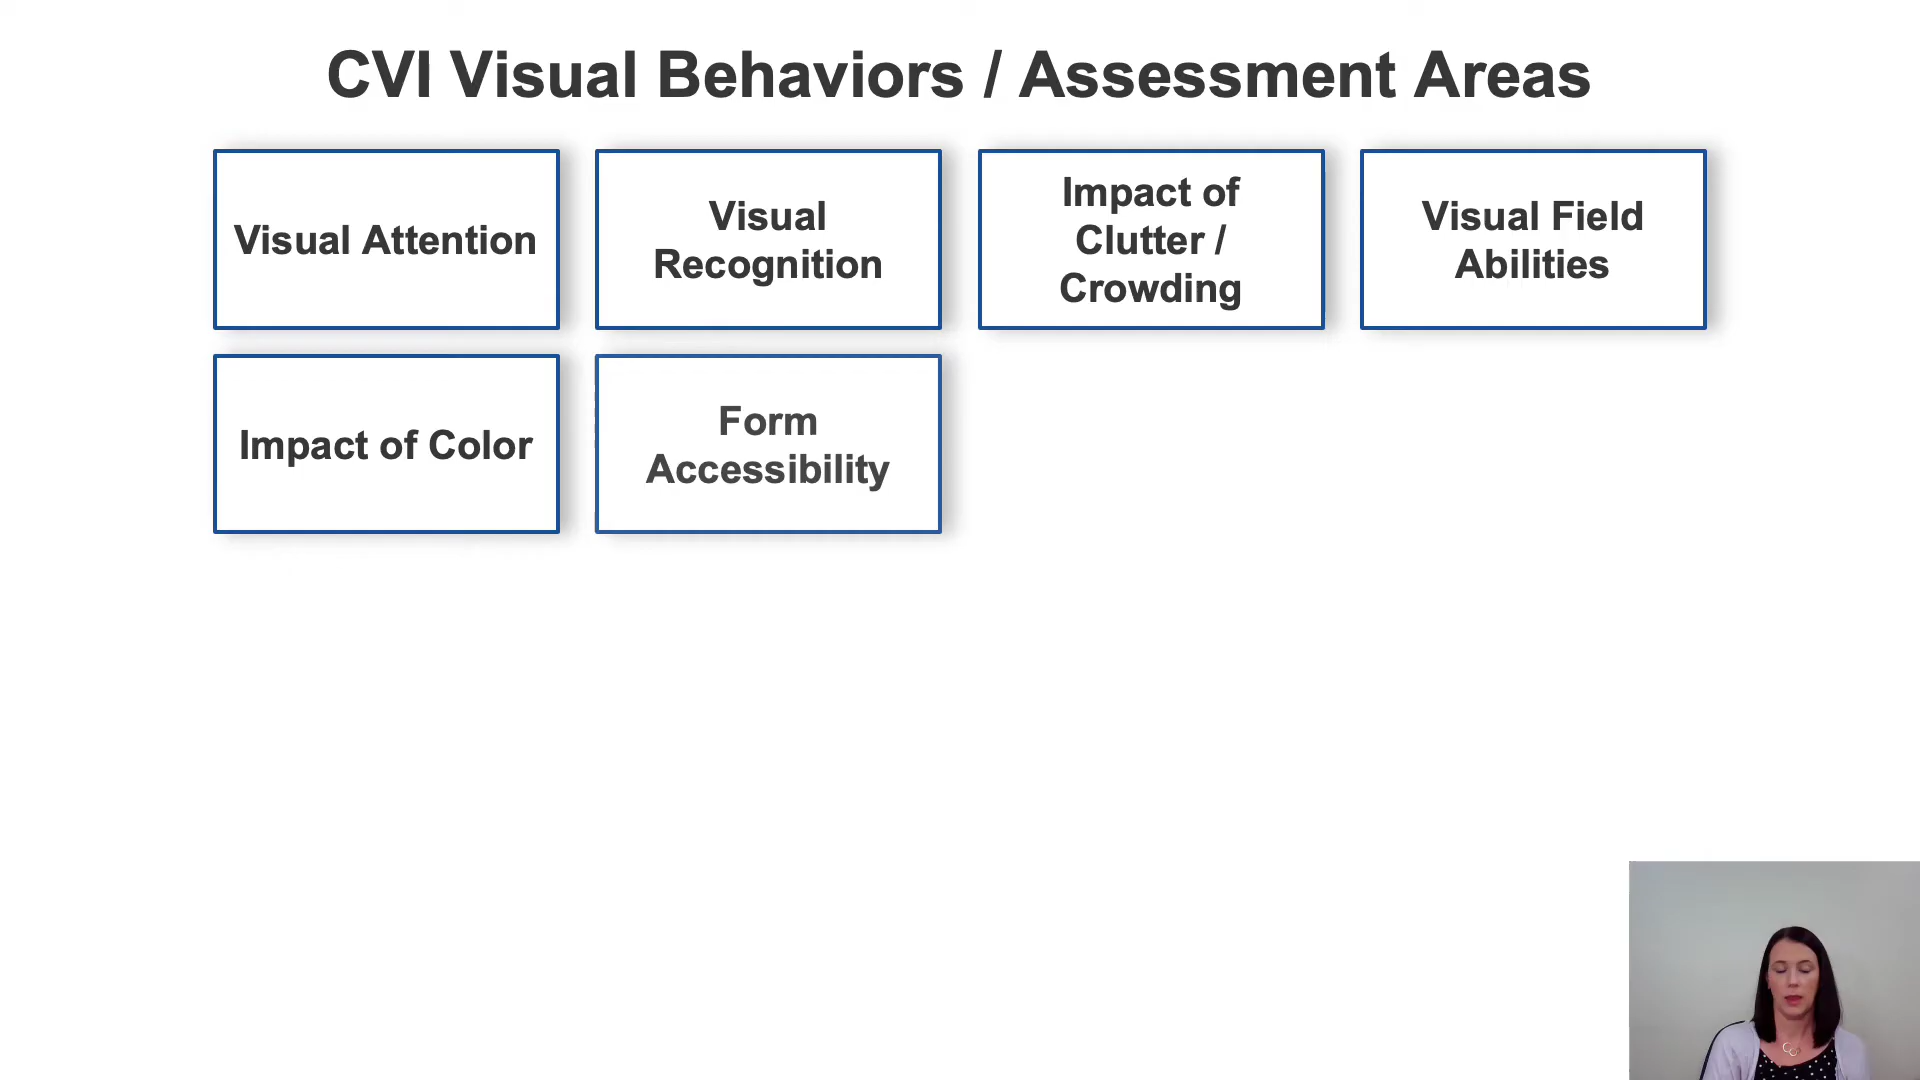 CVI Visual Behaviors / Assessment Areas
Visual Attention
Visual
Recognition
Impact of
Clutter /
Crowding
Visual Field
Abilities
Impact of Color
Form
Accessibility